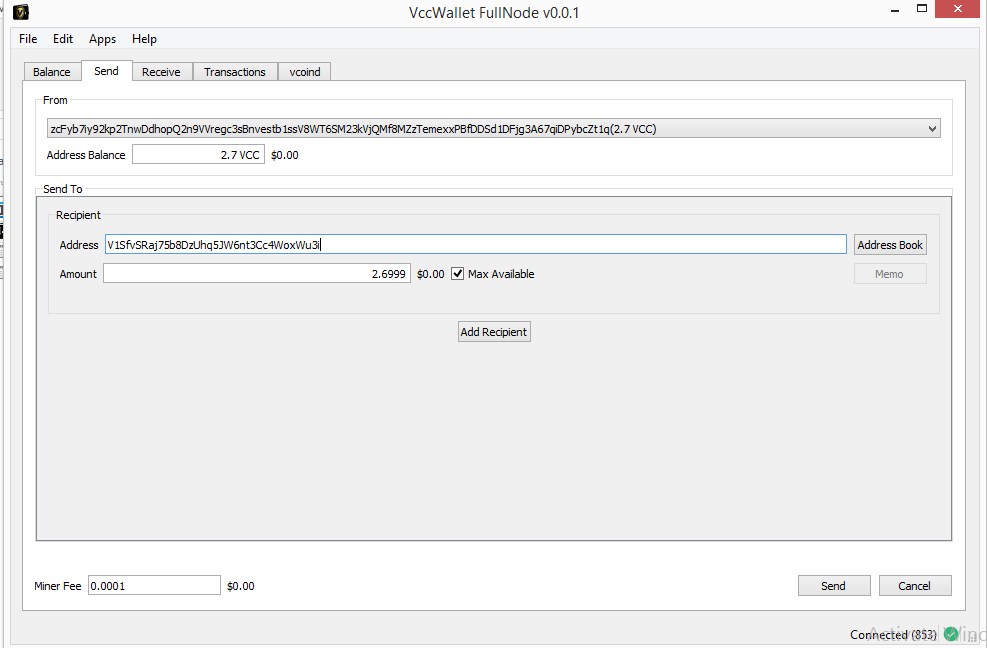 VccWallet FullNode v0.0.1
File Edit Apps Help
Balance Send Receive Transactions vcoind
From
zcFyb7iy92kp2TnwDdhopQ2n9VVregc3sBnvestb1ssV8WT6SM23kVjQMf8MZzTemexxPBfDDSd1DFjg3A67qiDPybcZt1q(2.7 VCC)
Address Balance 2.7 VCC $0.00
Send To
Recipient
Address V1SfvSRaj75b8DzUhq5JW6nt3Cc4WoxWu3i Address Book
Amount 2.6999 $0.00 Max Available Memo
Add Recipient
Miner Fee 0.0001 $0.00 Send Cancel
Connected (853) Activate Wind